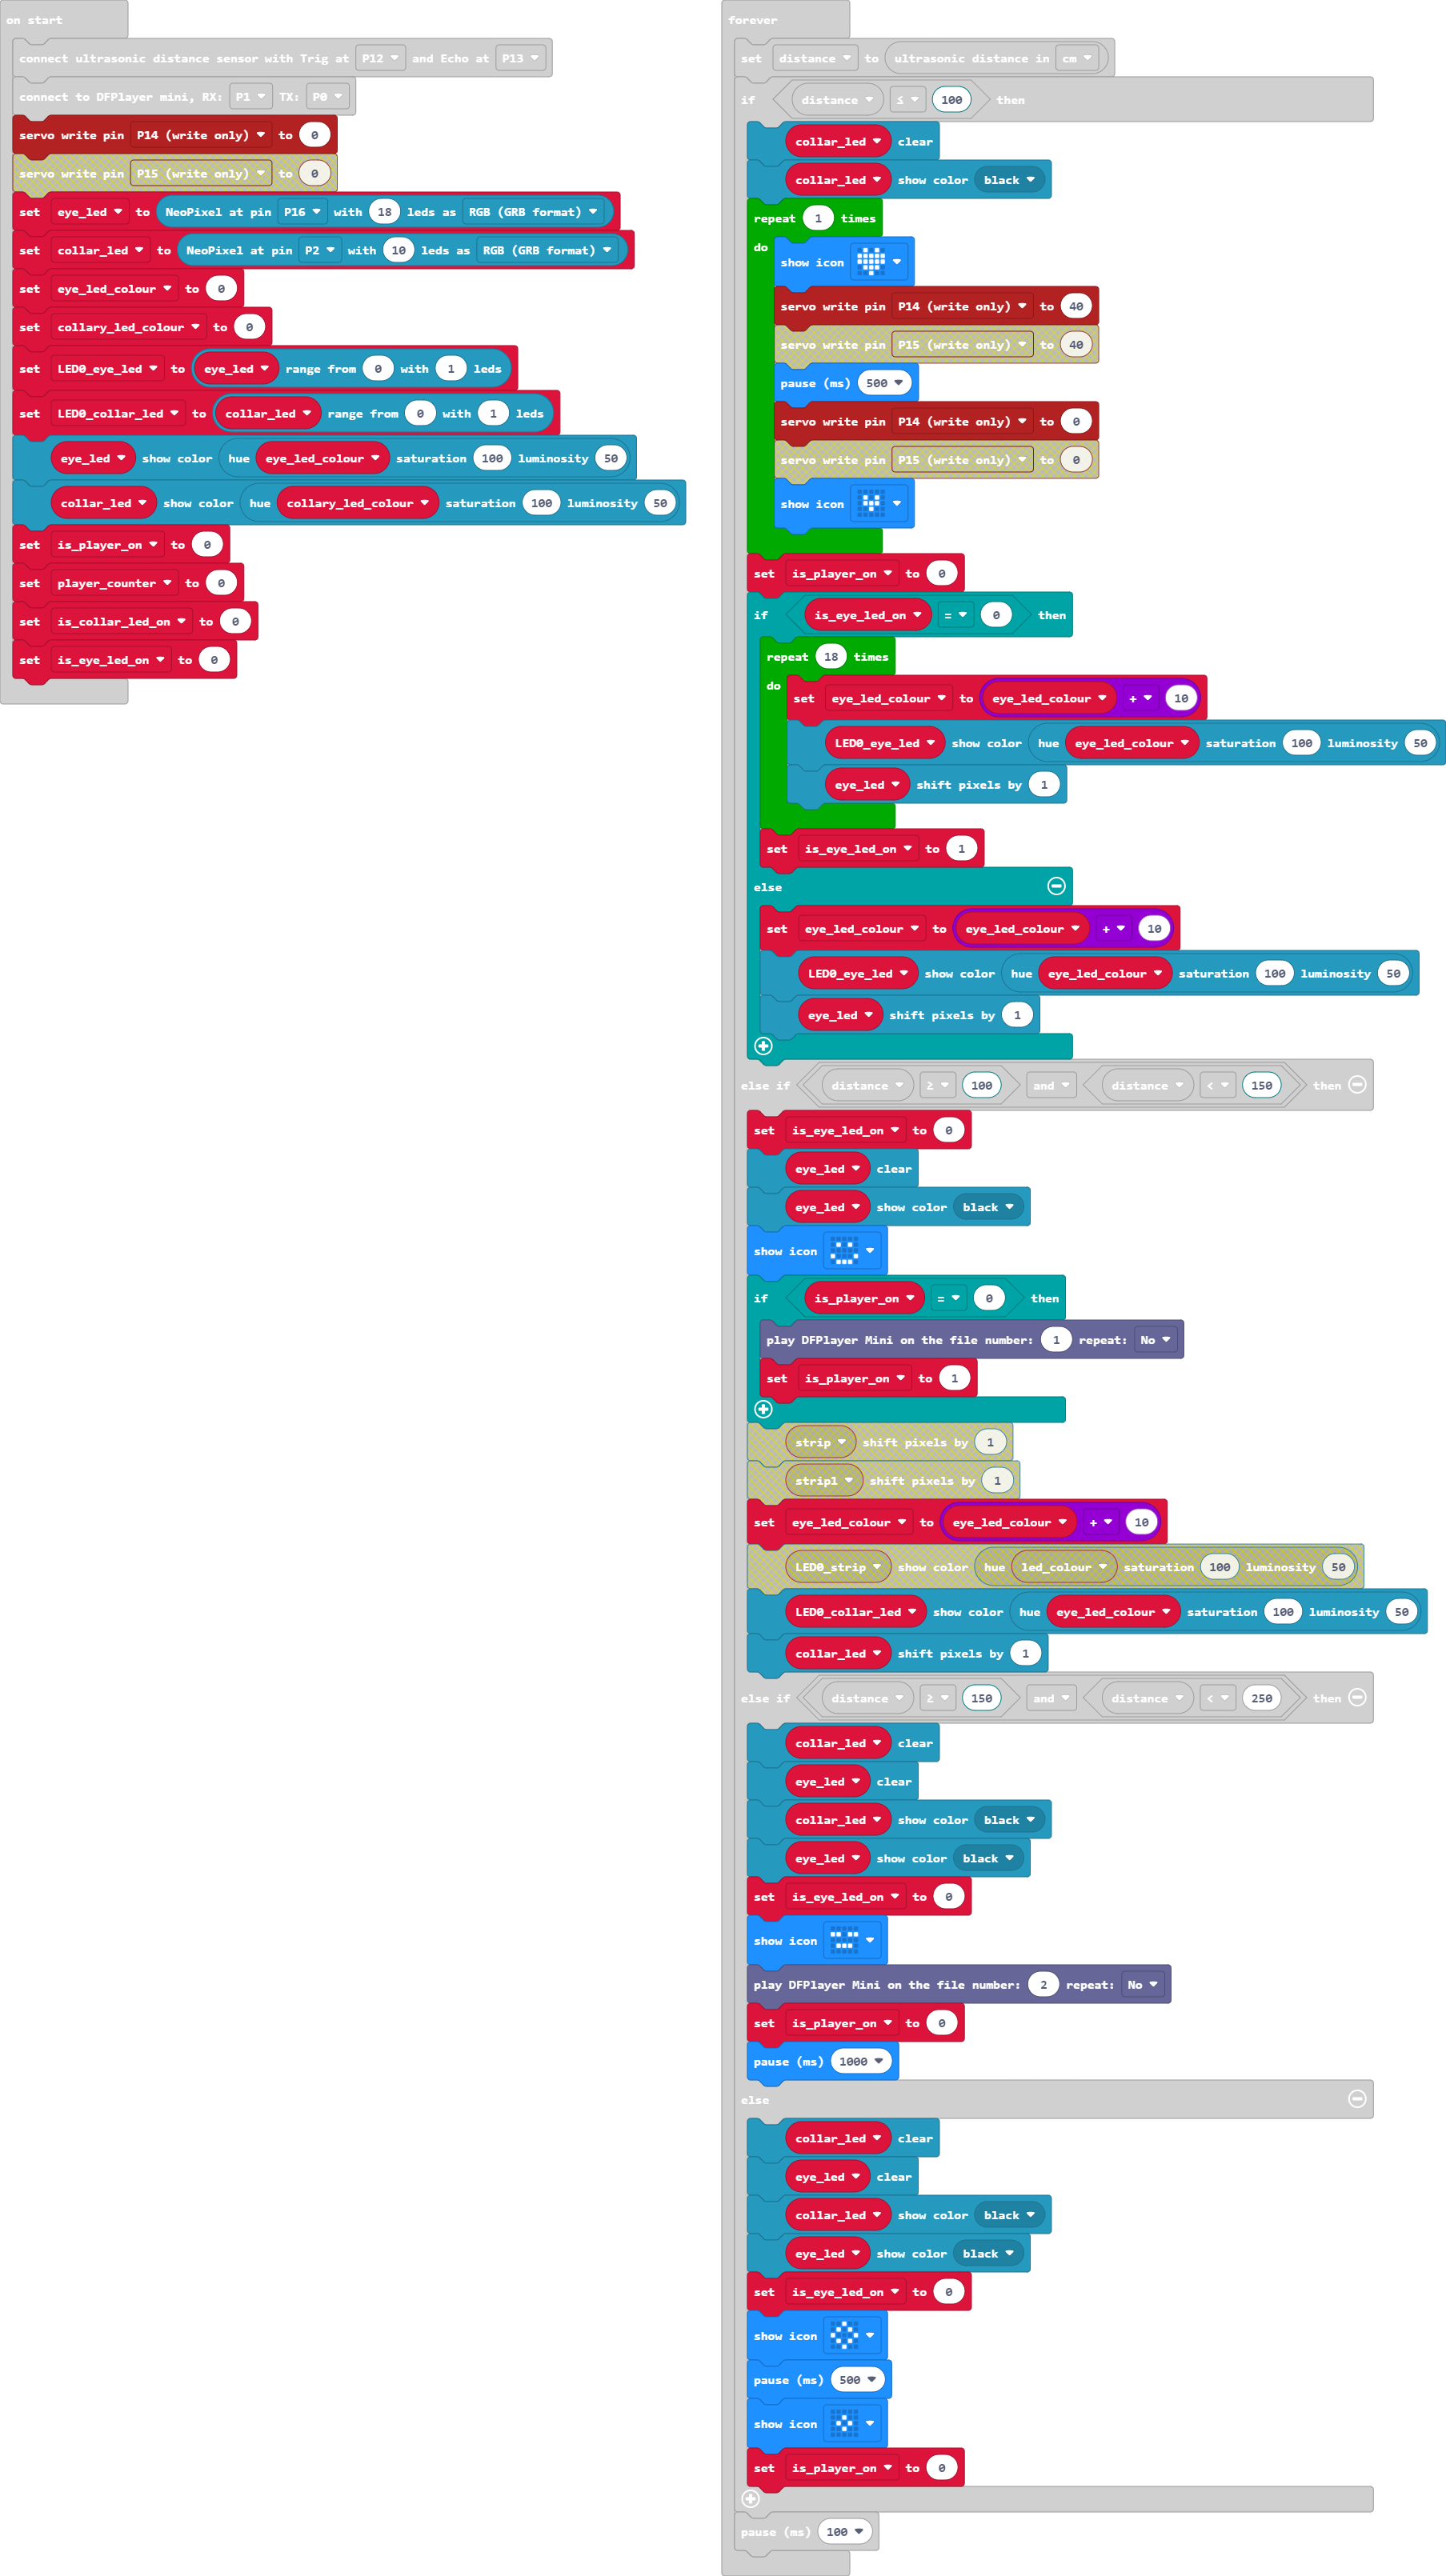 on start
connect ultrasonic distance sensor with Trig at P12 and Echo at P13
connect to DFPlayer mini, RX: P1 TX: P0
servo write pin P14 (write only) to 0
servo write pin P15 (write only) to 0
set eye_led to NeoPixel at pin P16 with 18 leds as RGB (GRB format)
set collar_led to NeoPixel at pin P2 with 10 leds as RGB (GRB format)
set eye_led_colour to 0
set collary_led_colour to 0
set LED0_eye_led to eye_led range from 0 with 1 leds
set LED0_collar_led to collar_led range from 0 with 1 leds
eye_led show color hue eye_led_colour saturation 100 luminosity 50
collar_led show color hue collary_led_colour saturation 100 luminosity 50
set is_player_on to 0
set player_counter to 0
set is_collar_led_on to 0
set is_eye_led_on to 0
forever
set distance to ultrasonic distance in cm
if distance ≤ 100 then
collar_led clear
collar_led show color black
repeat 1 times
do
show icon
servo write pin P14 (write only) to 40
servo write pin P15 (write only) to 40
pause (ms) 500
servo write pin P14 (write only) to 0
servo write pin P15 (write only) to 0
show icon
set is_player_on to 0
if is_eye_led_on = 0 then
repeat 18 times
do set eye_led_colour to eye_led_colour + 10
LED0_eye_led show color hue eye_led_colour saturation 100 luminosity 50
eye_led shift pixels by 1
set is_eye_led_on to 1
else
set eye_led_colour to eye_led_colour + 10
LED0_eye_led show color hue eye_led_colour saturation 100 luminosity 50
eye_led shift pixels by 1
else if distance ≥ 100 and distance < 150 then
set is_eye_led_on to 0
eye_led clear
eye_led show color black
show icon
if is_player_on = 0 then
play DFPlayer Mini on the file number: 1 repeat: No
set is_player_on to 1
strip shift pixels by 1
strip1 shift pixels by 1
set eye_led_colour to eye_led_colour + 10
LED0_strip show color hue led_colour saturation 100 luminosity 50
LED0_collar_led show color hue eye_led_colour saturation 100 luminosity 50
collar_led shift pixels by 1
else if distance ≥ 150 and distance < 250 then
collar_led clear
eye_led clear
collar_led show color black
eye_led show color black
set is_eye_led_on to 0
show icon
play DFPlayer Mini on the file number: 2 repeat: No
set is_player_on to 0
pause (ms) 1000
else
collar_led clear
eye_led clear
collar_led show color black
eye_led show color black
set is_eye_led_on to 0
show icon
pause (ms) 500
show icon
set is_player_on to 0
pause (ms) 100